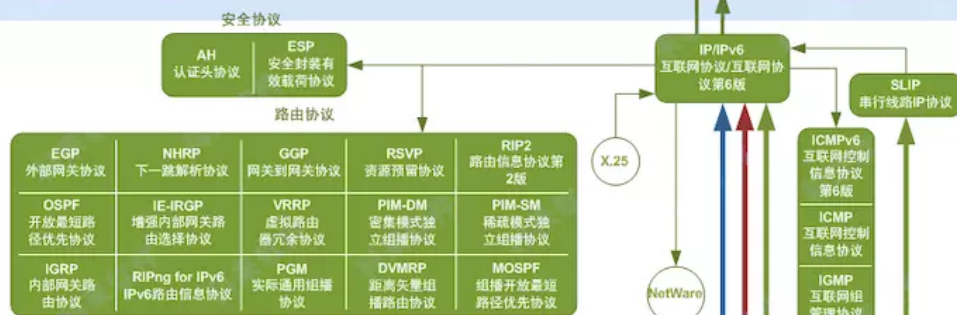 安全协议
AH
认证头协议
ESP
安全封装有
效载荷协议
IP/IPv6
互联网协议/互联网协
议第6版
SLIP
串行线路IP协议
路由协议
EGP
外部网关协议
NHRP
下一跳解析协议
GGP
网关到网关协议
RSVP
资源预留协议
RIP2
路由信息协议第
2版
OSPF
开放最短路
径优先协议
IE-IRGP
增强内部网关路
由选择协议
VRRP
虚拟路由
器冗余协议
PIM-DM
密集模式独
立组播协议
PIM-SM
稀疏模式独
立组播协议
IGRP
内部网关路
由协议
RIPng for IPv6
IPv6路由信息协议
PGM
实际通用组播
协议
DVMRP
距离矢量组
播路由协议
MOSPF
组播开放最短
路径优先协议
X.25
NetWare
ICMPv6
互联网控制
信息协议
第6版
ICMP
互联网控制
信息协议
IGMP
互联网组
管理协议